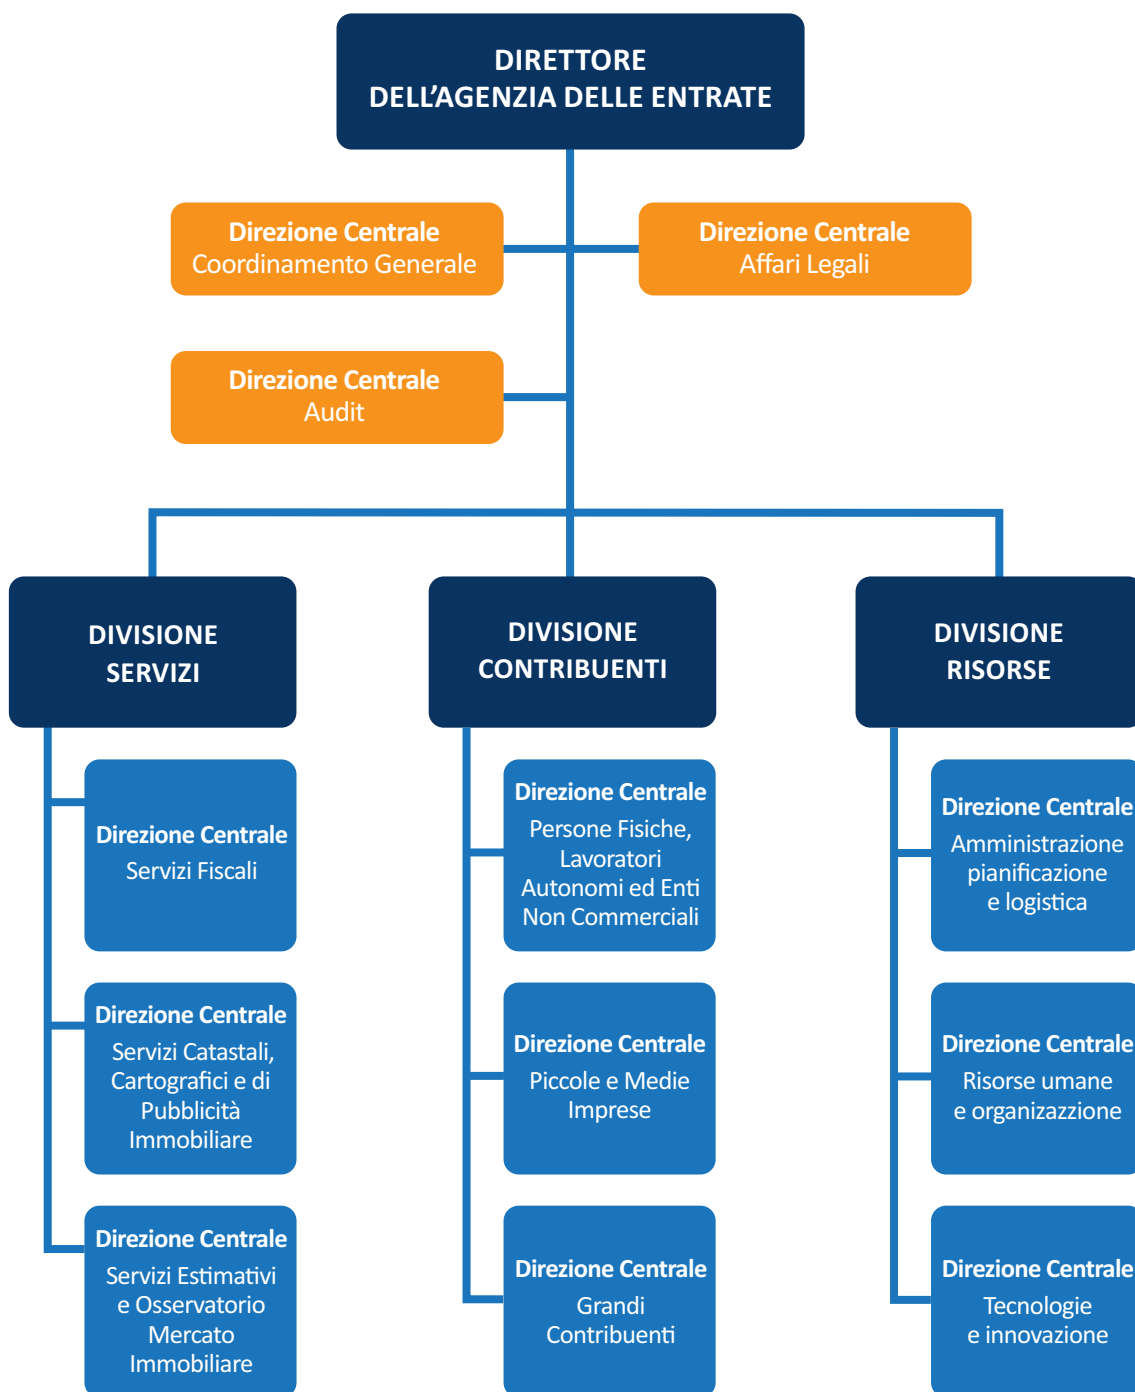 DIRETTORE
DELL’AGENZIA DELLE ENTRATE
Direzione Centrale
Coordinamento Generale
Direzione Centrale
Affari Legali
Direzione Centrale
Audit
DIVISIONE
SERVIZI
Direzione Centrale
Servizi Fiscali
Direzione Centrale
Servizi Catastali,
Cartografici e di
Pubblicità
Immobiliare
Direzione Centrale
Servizi Estimativi
e Osservatorio
Mercato
Immobiliare
DIVISIONE
CONTRIBUENTI
Direzione Centrale
Persone Fisiche,
Lavoratori
Autonomi ed Enti
Non Commerciali
Direzione Centrale
Piccole e Medie
Imprese
Direzione Centrale
Grandi
Contribuenti
DIVISIONE
RISORSE
Direzione Centrale
Amministrazione
pianificazione
e logistica
Direzione Centrale
Risorse umane
e organizazzione
Direzione Centrale
Tecnologie
e innovazione